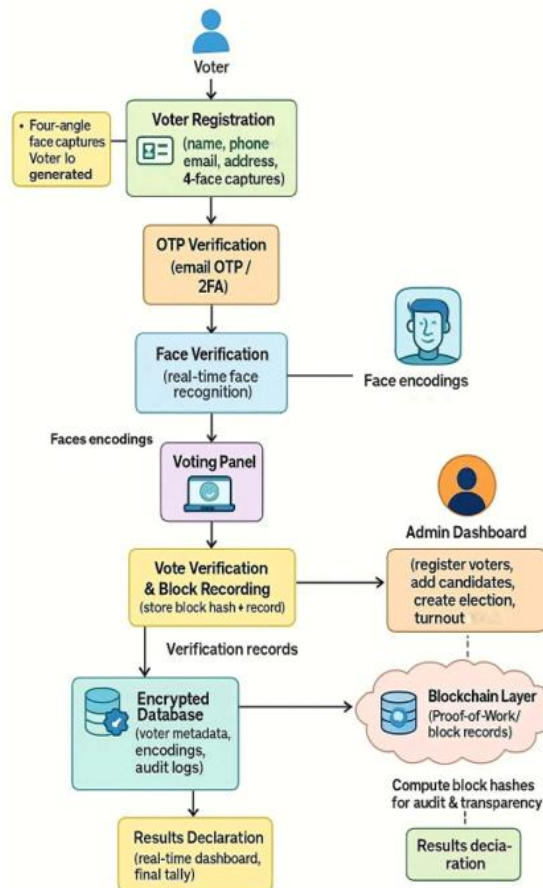 Voter
• Four-angle
face captures
Voter Io
generated
Voter Registration
(name, phone
email, address,
4-face captures)
OTP Verification
(email OTP /
2FA)
Face Verification
(real-time face
recognition)
Face encodings
Faces encodings
Voting Panel
Admin Dashboard
Vote Verification
& Block Recording
(store block hash + record)
(register voters,
add candidates,
create election,
turnout
Verification records
Encrypted
Database
(voter metadata,
encodings,
audit logs)
Blockchain Layer
(Proof-of-Work/
block records)
Compute block hashes
for audit & transparency
Results Declaration
(real-time dashboard,
final tally)
Results decia-
ration